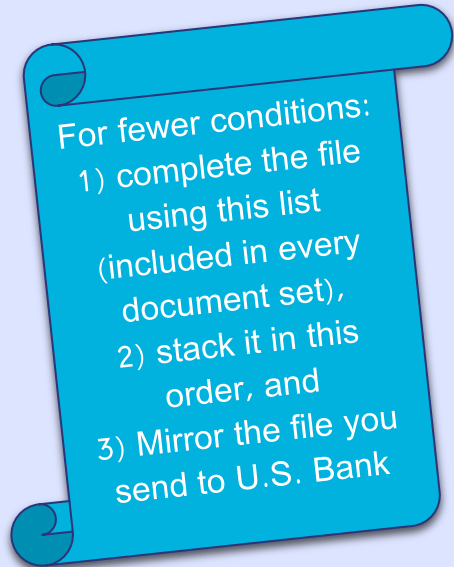 For fewer conditions:
1) complete the file
using this list
(included in every
document set),
2) stack it in this
order, and
3) Mirror the file you
send to U.S. Bank